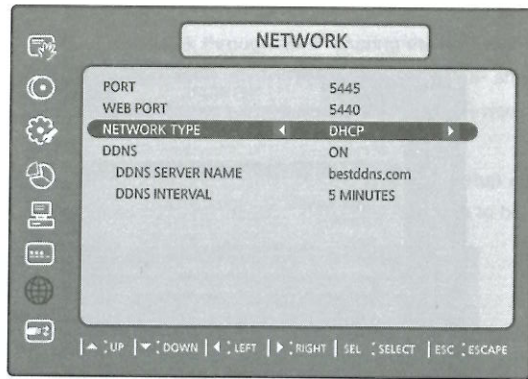 NETWORK
PORT 5445
WEB PORT 5440
NETWORK TYPE DHCP
DDNS ON
DDNS SERVER NAME bestddns.com
DDNS INTERVAL 5 MINUTES
UP DOWN LEFT RIGHT SEL SELECT ESC ESCAPE